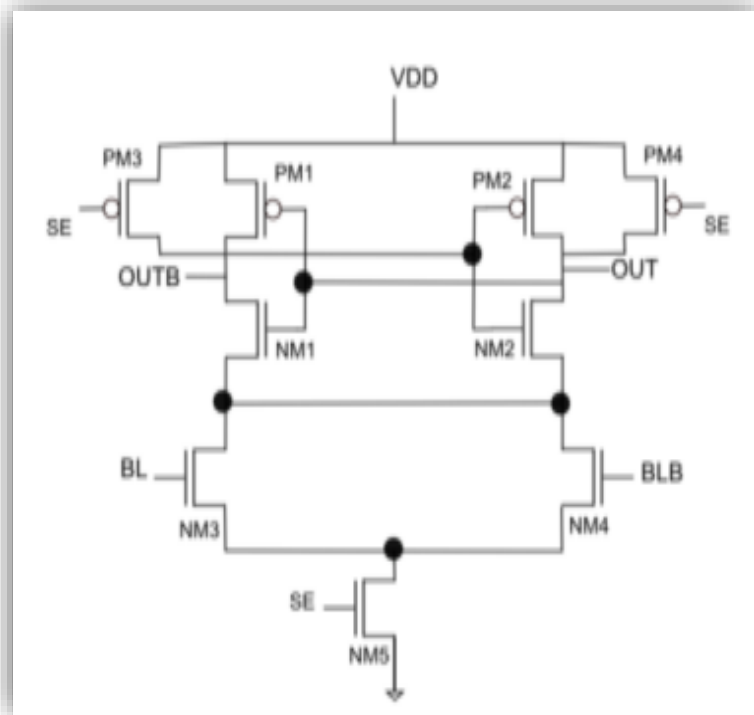 VDD
PM3
PM1
PM2
PM4
SE
SE
OUTB
OUT
NM1
NM2
BL
BLB
NM3
NM4
SE
NM5